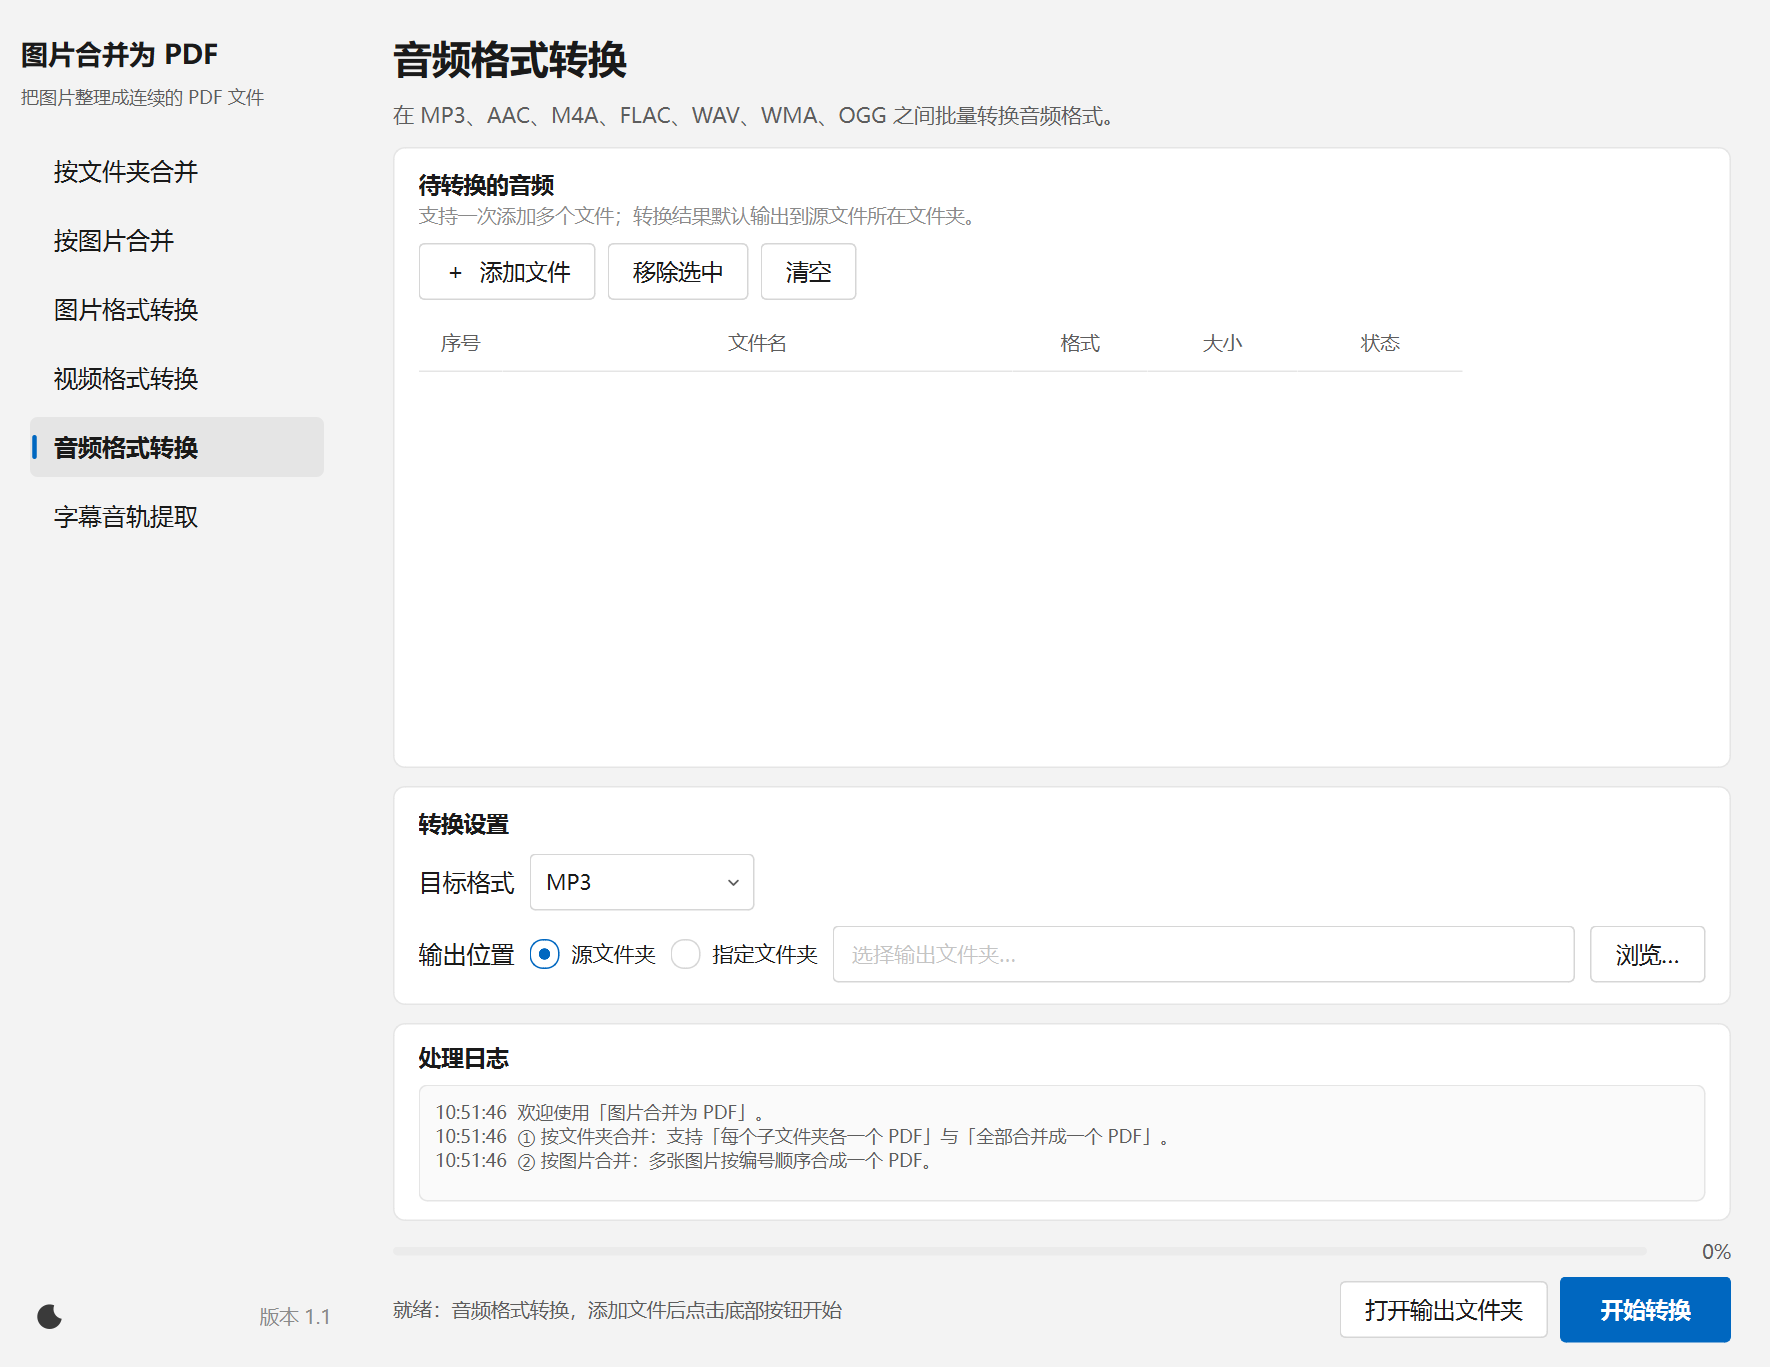 图片合并为 PDF
把图片整理成连续的 PDF 文件
按文件夹合并
按图片合并
图片格式转换
视频格式转换
音频格式转换
字幕音轨提取
版本 1.1
音频格式转换
在 MP3、AAC、M4A、FLAC、WAV、WMA、OGG 之间批量转换音频格式。
待转换的音频
支持一次添加多个文件；转换结果默认输出到源文件所在文件夹。
+ 添加文件 移除选中 清空
序号 文件名 格式 大小 状态
转换设置
目标格式 MP3
输出位置 源文件夹 指定文件夹 选择输出文件夹... 浏览...
处理日志
10:51:46 欢迎使用「图片合并为 PDF」。
10:51:46 ① 按文件夹合并：支持「每个子文件夹各一个 PDF」与「全部合并成一个 PDF」。
10:51:46 ② 按图片合并：多张图片按编号顺序合成一个 PDF。
0%
就绪：音频格式转换，添加文件后点击底部按钮开始
打开输出文件夹 开始转换